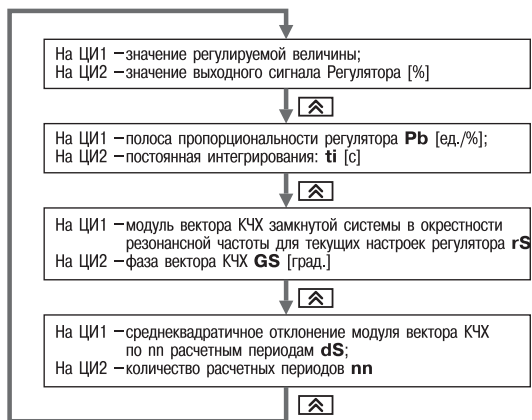 На ЦИ1 –значение регулируемой величины;
На ЦИ2 –значение выходного сигнала Регулятора [%]
На ЦИ1 –полоса пропорциональности регулятора Pb [ед./%];
На ЦИ2 –постоянная интегрирования: ti [с]
На ЦИ1 –модуль вектора КЧХ замкнутой системы в окрестности
резонансной частоты для текущих настроек регулятора rS
На ЦИ2 –фаза вектора КЧХ GS [град.]
На ЦИ1 –среднеквадратичное отклонение модуля вектора КЧХ
по nn расчетным периодам dS;
На ЦИ2 –количество расчетных периодов nn